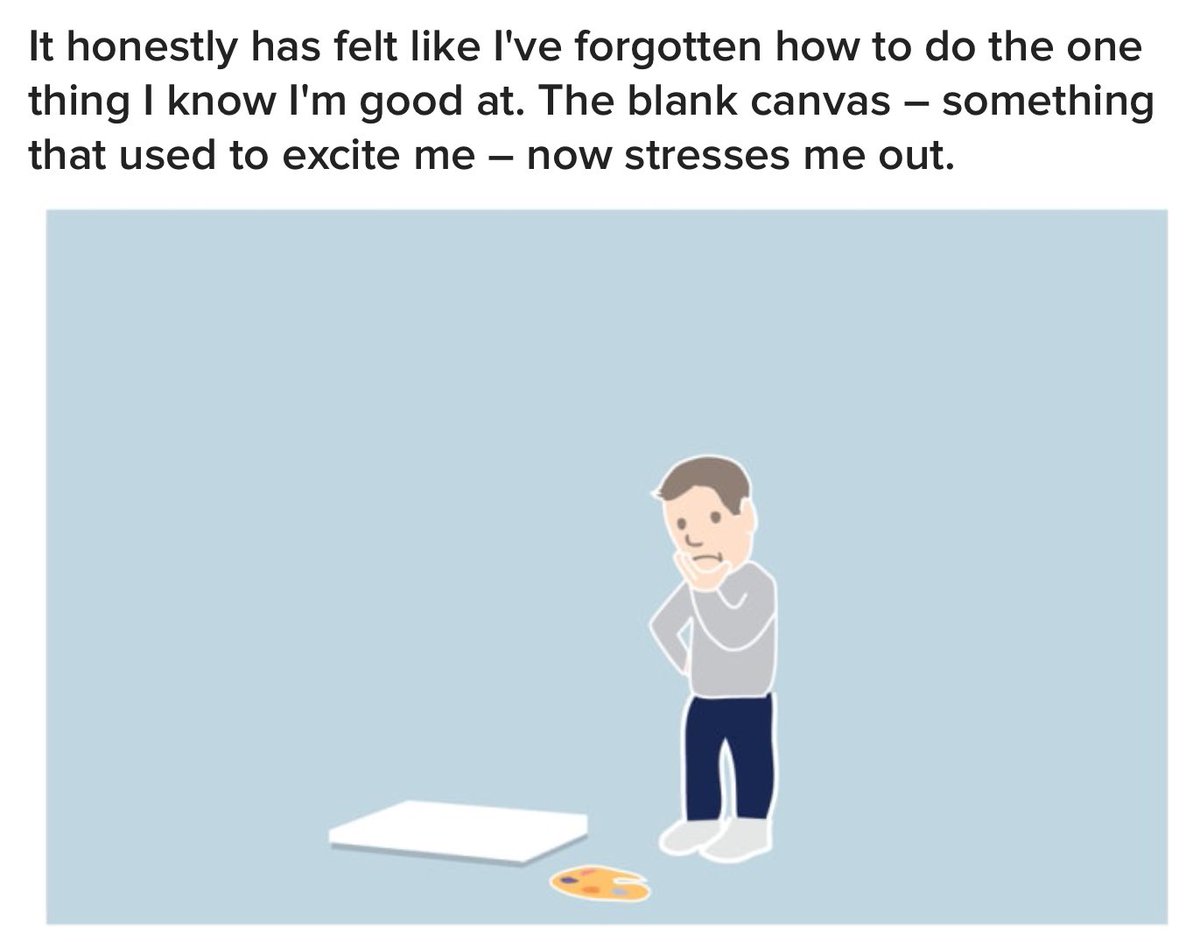 It honestly has felt like I've forgotten how to do the one
thing I know I'm good at. The blank canvas – something
that used to excite me – now stresses me out.